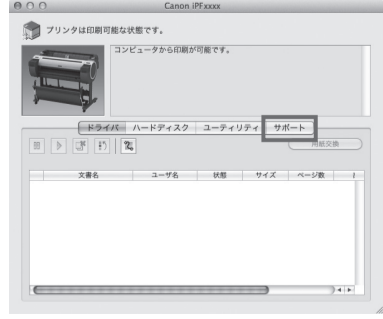 Canon iPFxxxx
プリンタは印刷可能な状態です。
コンピュータから印刷が可能です。
ドライバ ハードディスク ユーティリティ サポート
用紙交換
文書名 ユーザ名 状態 サイズ ページ数